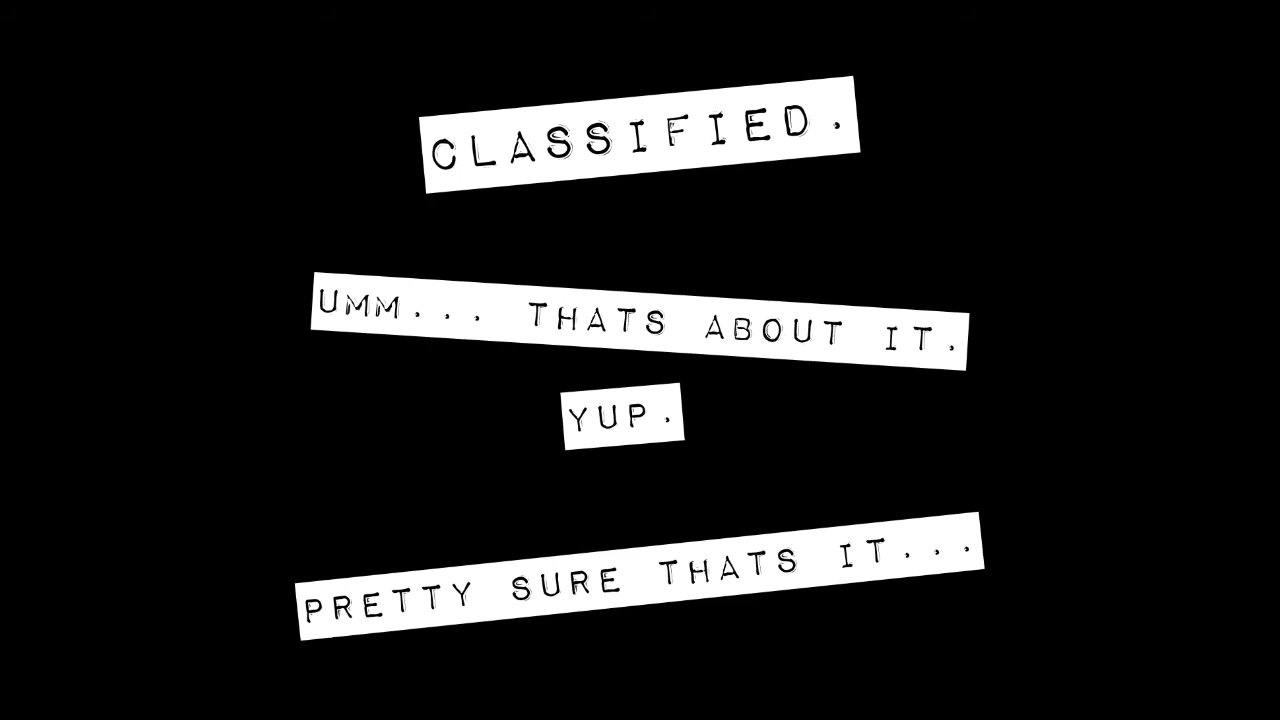 CLASSIFIED.
UMM... THATS ABOUT IT.
YUP.
PRETTY SURE THATS IT...